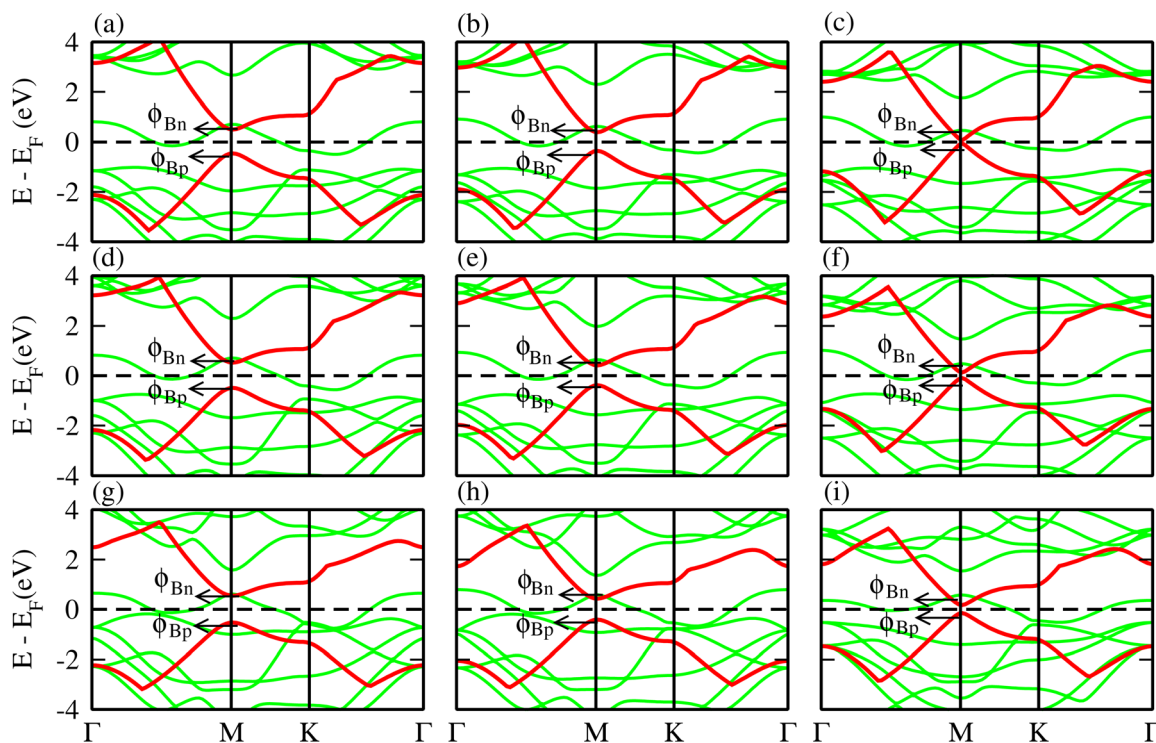 (a) (b) (c)
E - E_F (eV)
4
2
0
-2
-4
ϕ_Bn ϕ_Bn ϕ_Bn
ϕ_Bp ϕ_Bp ϕ_Bp
(d) (e) (f)
E - E_F(eV)
4
2
0
-2
-4
ϕ_Bn ϕ_Bn ϕ_Bn
ϕ_Bp ϕ_Bp ϕ_Bp
(g) (h) (i)
E - E_F(eV)
4
2
0
-2
-4
ϕ_Bn ϕ_Bn ϕ_Bn
ϕ_Bp ϕ_Bp ϕ_Bp
Γ M K Γ M K Γ M K Γ